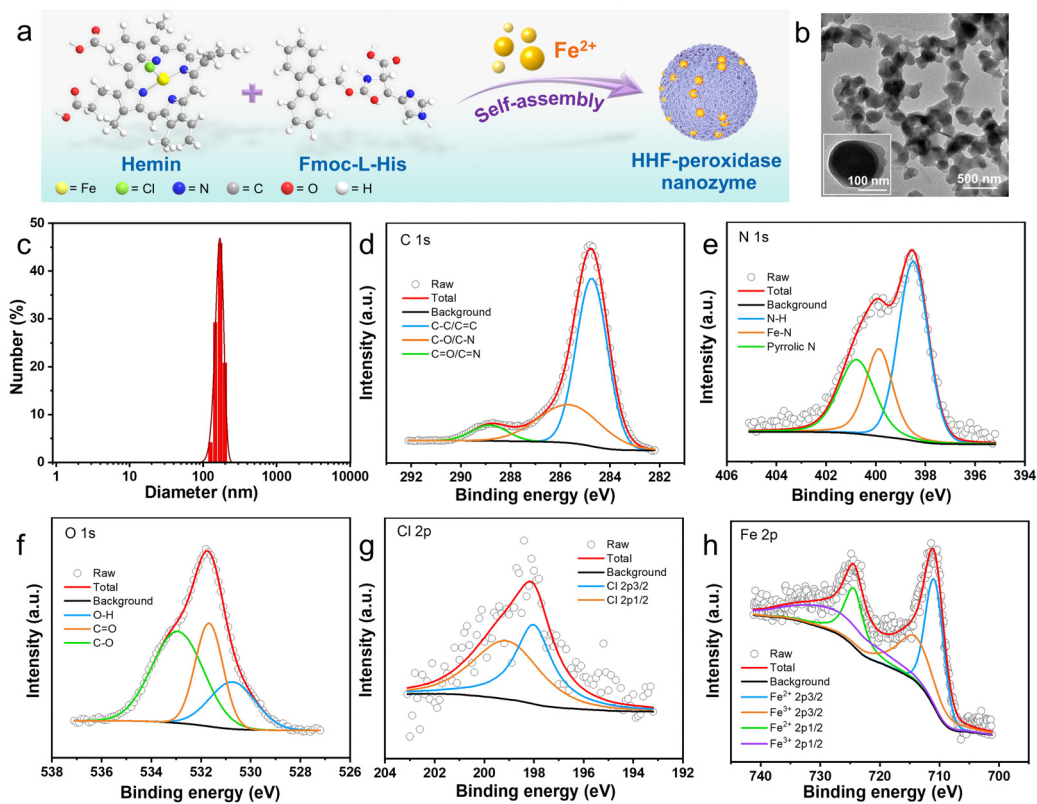 a
Fe2+
Self-assembly
Hemin
Fmoc-L-His
HHF-peroxidase
nanozyme
= Fe
= Cl
= N
= C
= O
= H
b
100 nm
500 nm
c
50
40
30
20
10
0
Number (%)
1
10
100
1000
10000
Diameter (nm)
d
C 1s
Raw
Total
Background
C-C/C=C
C-O/C-N
C=O/C=N
Intensity (a.u.)
292
290
288
286
284
282
Binding energy (eV)
e
N 1s
Raw
Total
Background
N-H
Fe-N
Pyrrolic N
Intensity (a.u.)
406
404
402
400
398
396
394
Binding energy (eV)
f
O 1s
Raw
Total
Background
O-H
C=O
C-O
Intensity (a.u.)
538
536
534
532
530
528
526
Binding energy (eV)
g
Cl 2p
Raw
Total
Background
Cl 2p3/2
Cl 2p1/2
Intensity (a.u.)
204
202
200
198
196
194
192
Binding energy (eV)
h
Fe 2p
Raw
Total
Background
Fe2+ 2p3/2
Fe3+ 2p3/2
Fe2+ 2p1/2
Fe3+ 2p1/2
Intensity (a.u.)
740
730
720
710
700
Binding energy (eV)